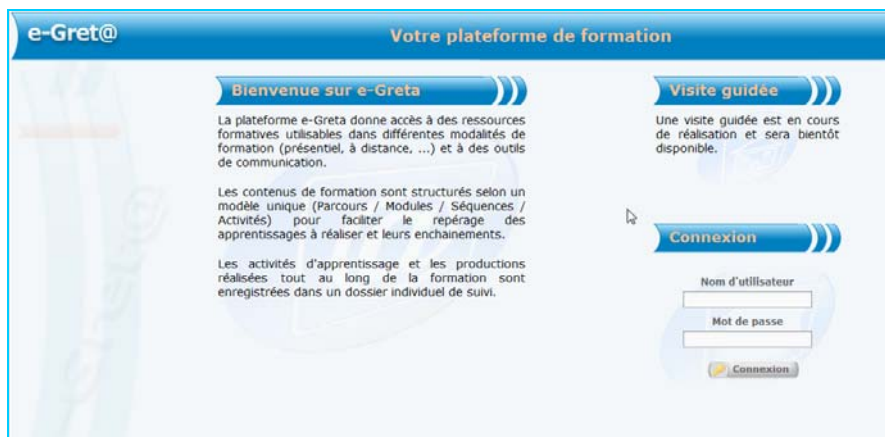 e-Gret@
Votre plateforme de formation
Bienvenue sur e-Greta
La plateforme e-Greta donne accès à des ressources
formatives utilisables dans différentes modalités de
formation (présentiel, à distance, ...) et à des outils
de communication.
Les contenus de formation sont structurés selon un
modèle unique (Parcours / Modules / Séquences /
Activités) pour faciliter le repérage des
apprentissages à réaliser et leurs enchainements.
Les activités d'apprentissage et les productions
réalisées tout au long de la formation sont
enregistrées dans un dossier individuel de suivi.
Visite guidée
Une visite guidée est en cours
de réalisation et sera bientôt
disponible.
Connexion
Nom d'utilisateur
Mot de passe
Connexion